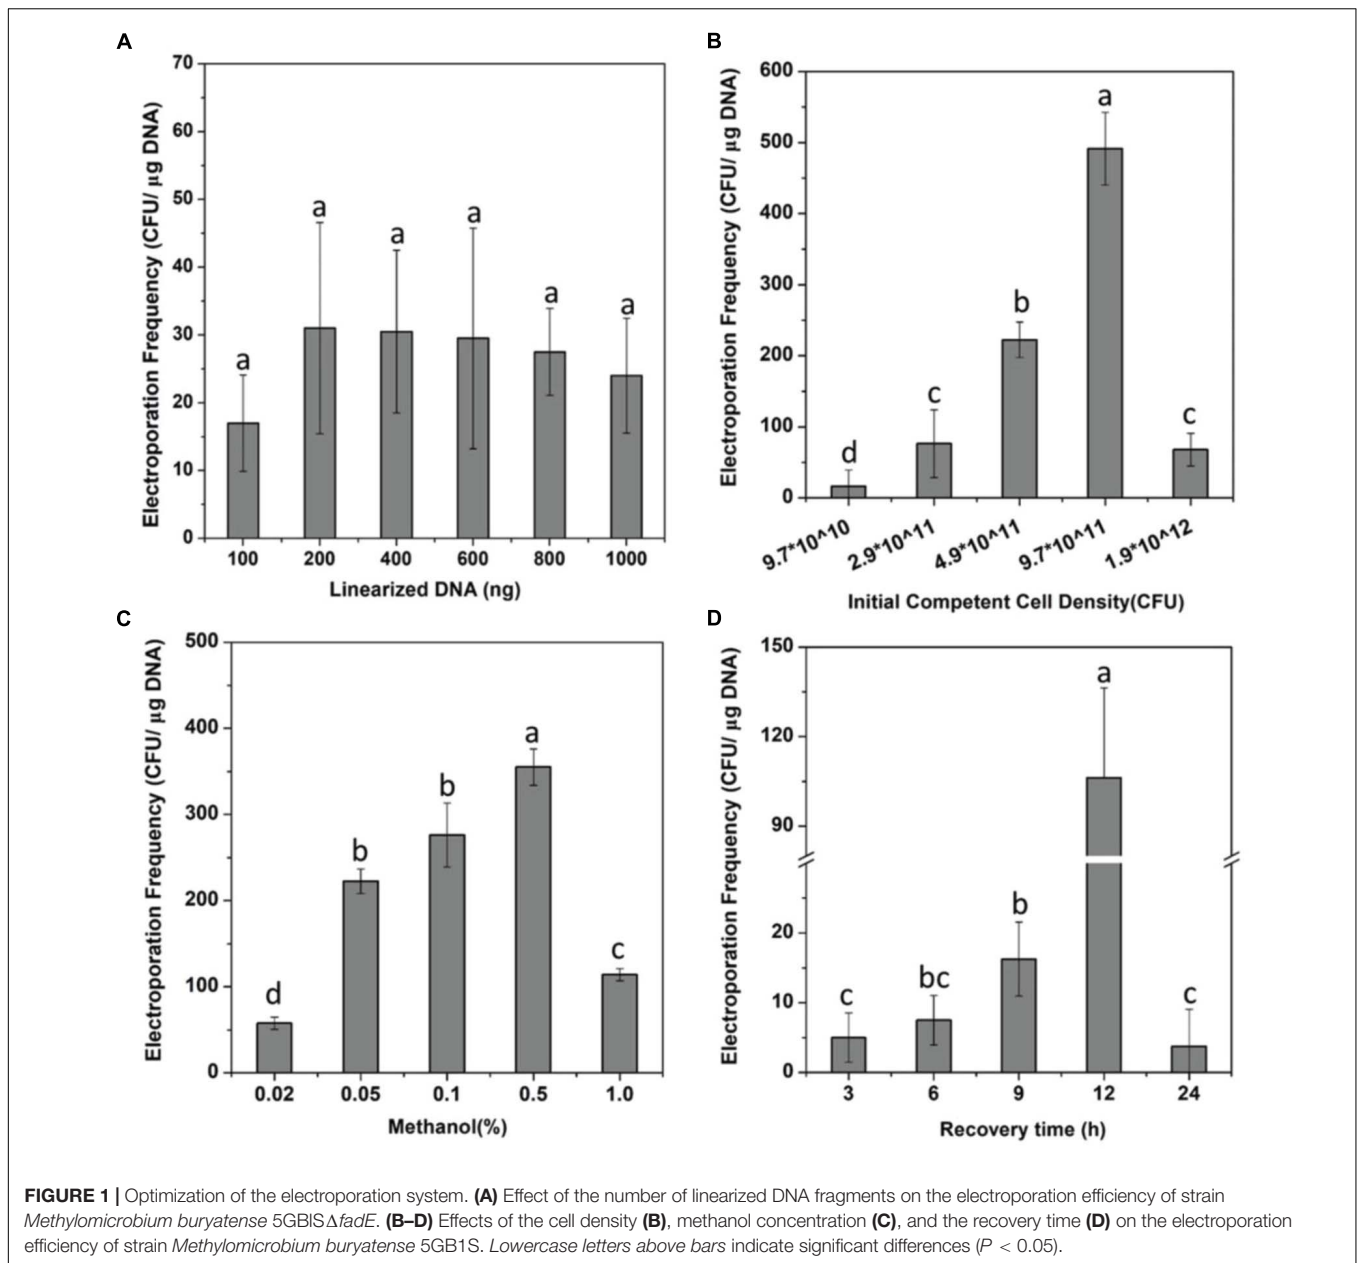 A
70
60
50
40
30
20
10
0
Electroporation Frequency (CFU/ μg DNA)
a
a
a
a
a
a
100 200 400 600 800 1000
Linearized DNA (ng)
B
600
500
400
300
200
100
0
Electroporation Frequency (CFU/ μg DNA)
d
c
b
a
c
9.7*10^10 2.9*10^11 4.9*10^11 9.7*10^11 1.9*10^12
Initial Competent Cell Density(CFU)
C
500
400
300
200
100
0
Electroporation Frequency (CFU/ μg DNA)
d
b
b
a
c
0.02 0.05 0.1 0.5 1.0
Methanol(%)
D
150
120
90
20
10
0
Electroporation Frequency (CFU/ μg DNA)
c
bc
b
a
c
3 6 9 12 24
Recovery time (h)
FIGURE 1 | Optimization of the electroporation system. (A) Effect of the number of linearized DNA fragments on the electroporation efficiency of strain
Methylomicrobium buryatense 5GBISΔfadE. (B–D) Effects of the cell density (B), methanol concentration (C), and the recovery time (D) on the electroporation
efficiency of strain Methylomicrobium buryatense 5GB1S. Lowercase letters above bars indicate significant differences (P < 0.05).